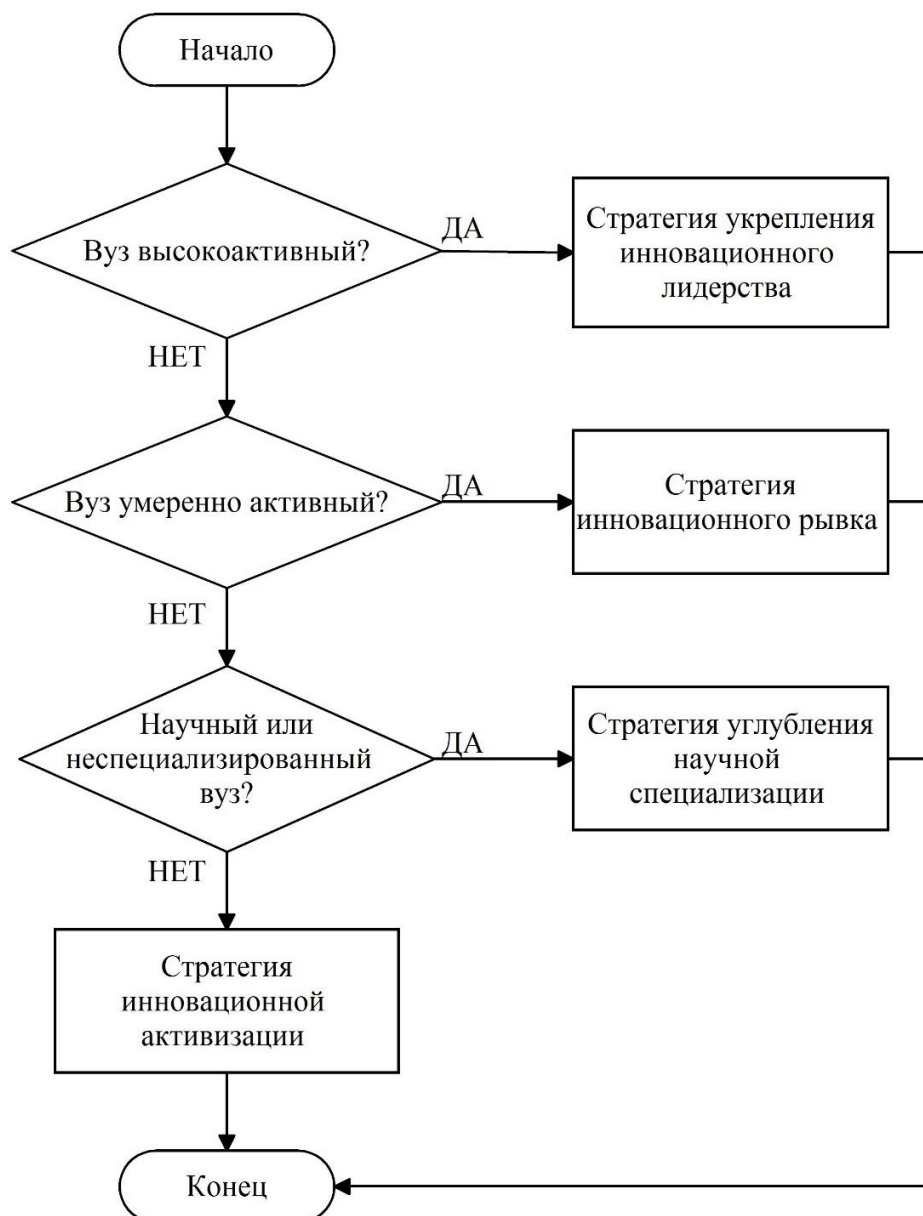 Начало
Вуз высокоактивный?
ДА
Стратегия укрепления
инновационного
лидерства
НЕТ
Вуз умеренно активный?
ДА
Стратегия
инновационного рывка
НЕТ
Научный или
неспециализированный
вуз?
ДА
Стратегия углубления
научной
специализации
НЕТ
Стратегия
инновационной
активизации
Конец